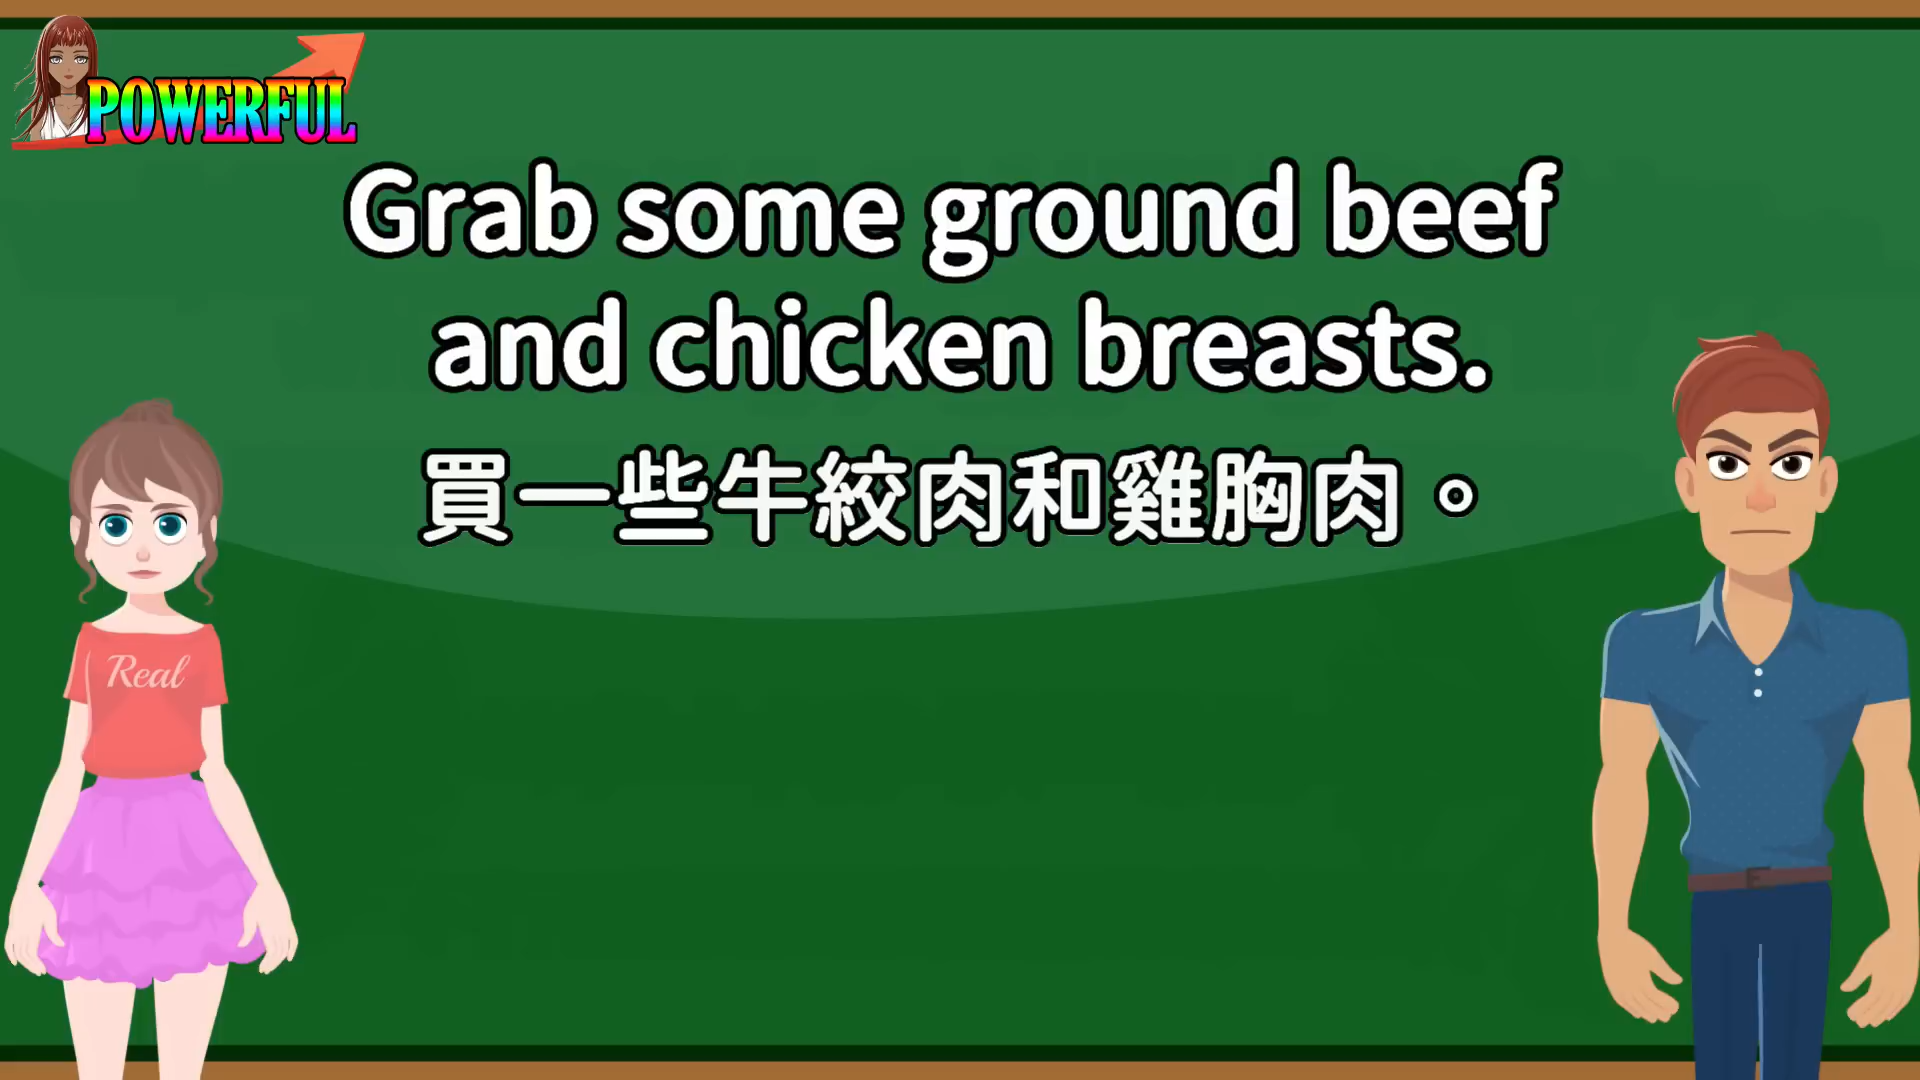 POWERFUL
Grab some ground beef
and chicken breasts.
買一些牛絞肉和雞胸肉。
Real